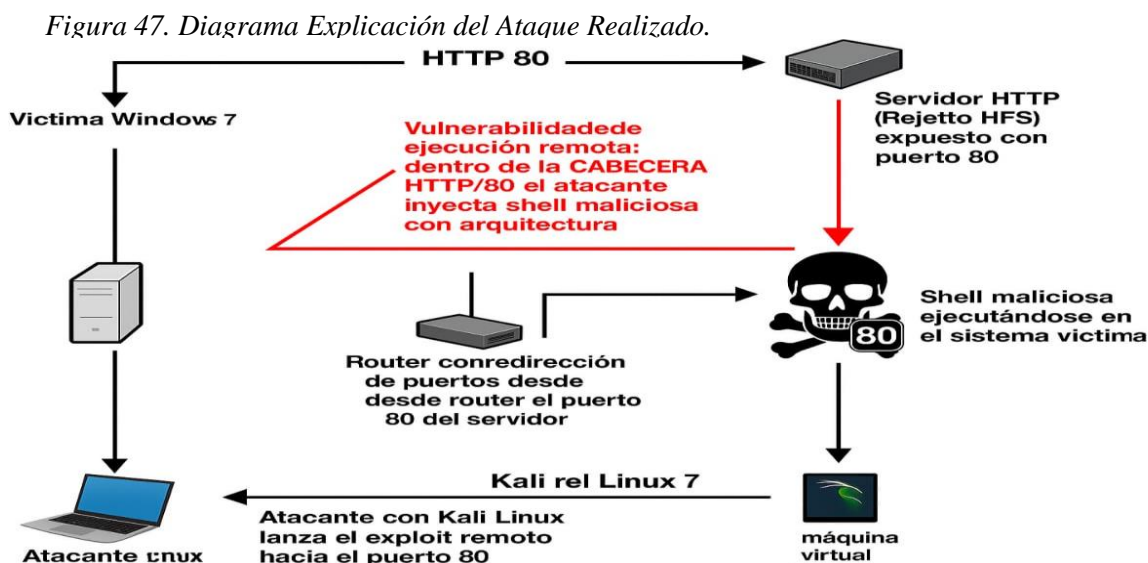 Figura 47. Diagrama Explicación del Ataque Realizado.
HTTP 80
Victima Windows 7
Servidor HTTP
(Rejetto HFS)
expuesto con
puerto 80
Vulnerabilidadede
ejecución remota:
dentro de la CABECERA
HTTP/80 el atacante
inyecta shell maliciosa
con arquitectura
80
Shell maliciosa
ejecutándose en
el sistema victima
Router conredirección
de puertos desde
desde router el puerto
80 del servidor
Kali rel Linux 7
Atacante con Kali Linux
lanza el exploit remoto
hacia el puerto 80
Atacante ɩnux
máquina
virtual